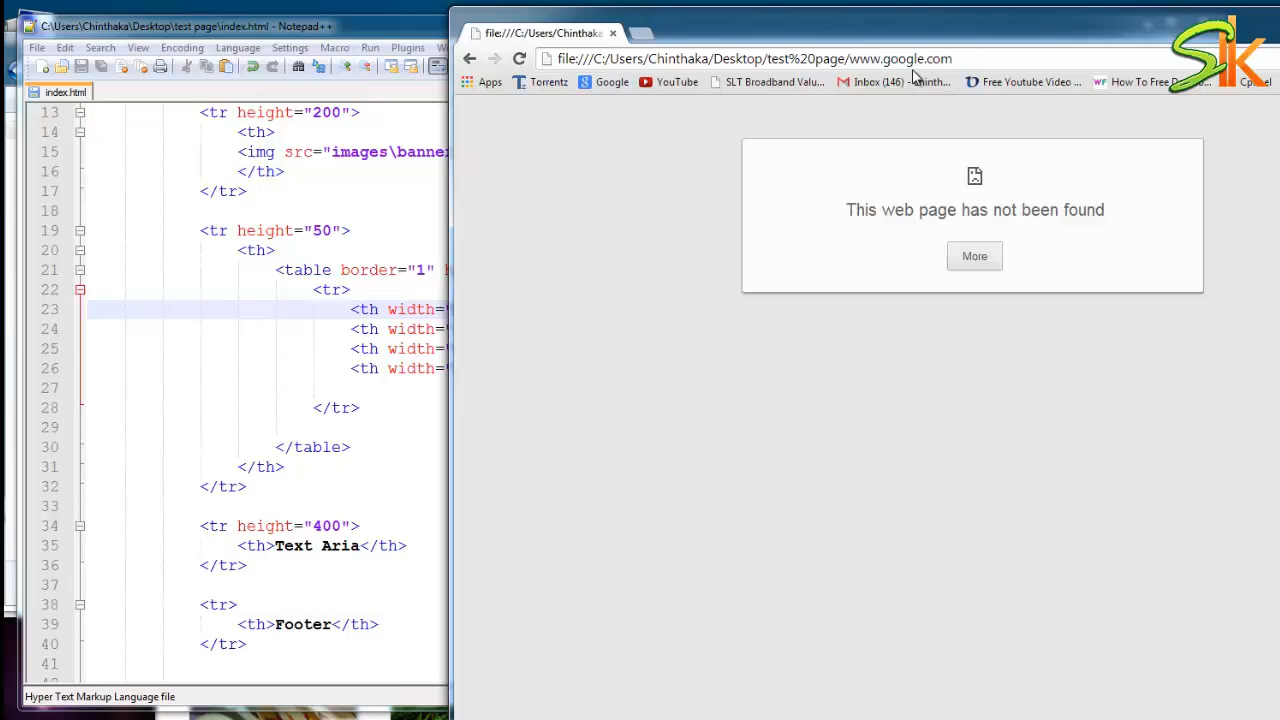 C:\Users\Chinthaka\Desktop\test page\index.html - Notepad++
File Edit Search View Encoding Language Settings Macro Run Plugins
index.html
13 <tr height="200">
14 <th>
15 <img src="images\banner
16 </th>
17 </tr>
18
19 <tr height="50">
20 <th>
21 <table border="1"
22 <tr>
23 <th width=
24 <th width=
25 <th width=
26 <th width=
27
28 </tr>
29
30 </table>
31 </th>
32 </tr>
33
34 <tr height="400">
35 <th>Text Aria</th>
36 </tr>
37
38 <tr>
39 <th>Footer</th>
40 </tr>
41
Hyper Text Markup Language file
file:///C:/Users/Chinthaka
file:///C:/Users/Chinthaka/Desktop/test%20page/www.google.com
Apps Torrentz Google YouTube Inbox (146) Free Youtube Video ... How To Free
This web page has not been found
More